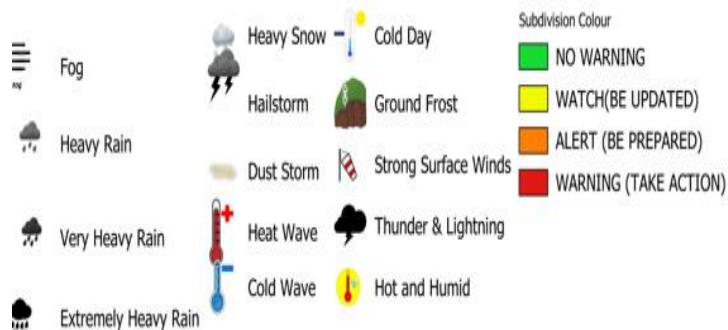 Fog
Heavy Rain
Very Heavy Rain
Extremely Heavy Rain
Heavy Snow
Hailstorm
Dust Storm
Heat Wave
Cold Wave
Cold Day
Ground Frost
Strong Surface Winds
Thunder & Lightning
Hot and Humid
Subdivision Colour
NO WARNING
WATCH(BE UPDATED)
ALERT (BE PREPARED)
WARNING (TAKE ACTION)